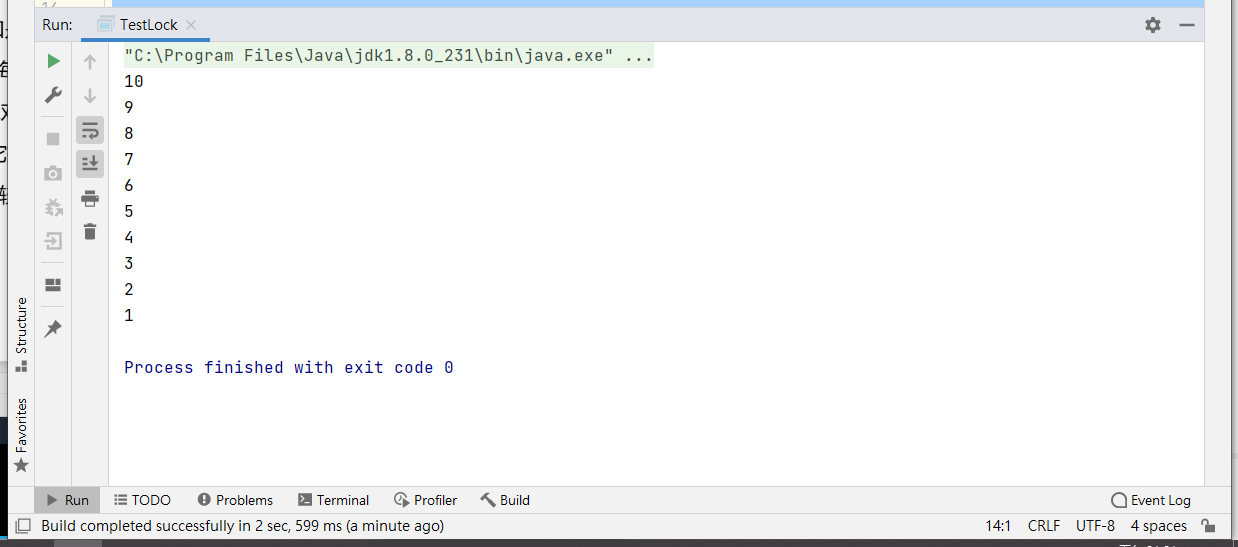 Run: TestLock
"C:\Program Files\Java\jdk1.8.0_231\bin\java.exe" ...
10
9
8
7
6
5
4
3
2
1
Process finished with exit code 0
Structure
Favorites
Run TODO Problems Terminal Profiler Build Event Log
Build completed successfully in 2 sec, 599 ms (a minute ago) 14:1 CRLF UTF-8 4 spaces